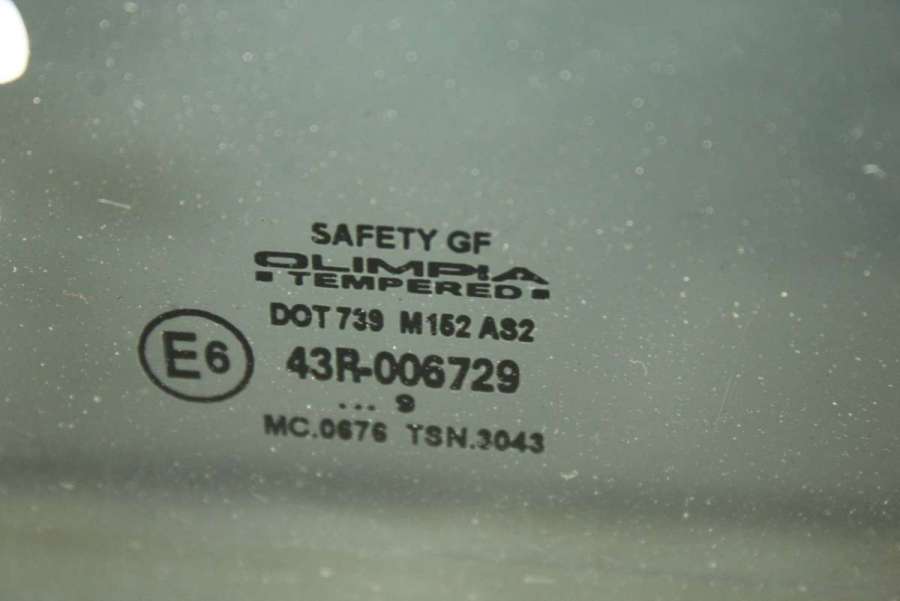 SAFETY GF
OLIMPIA
TEMPERED
DOT 739 M152 AS2
E6
43R-006729
... 9
MC.0676 TSN.3043